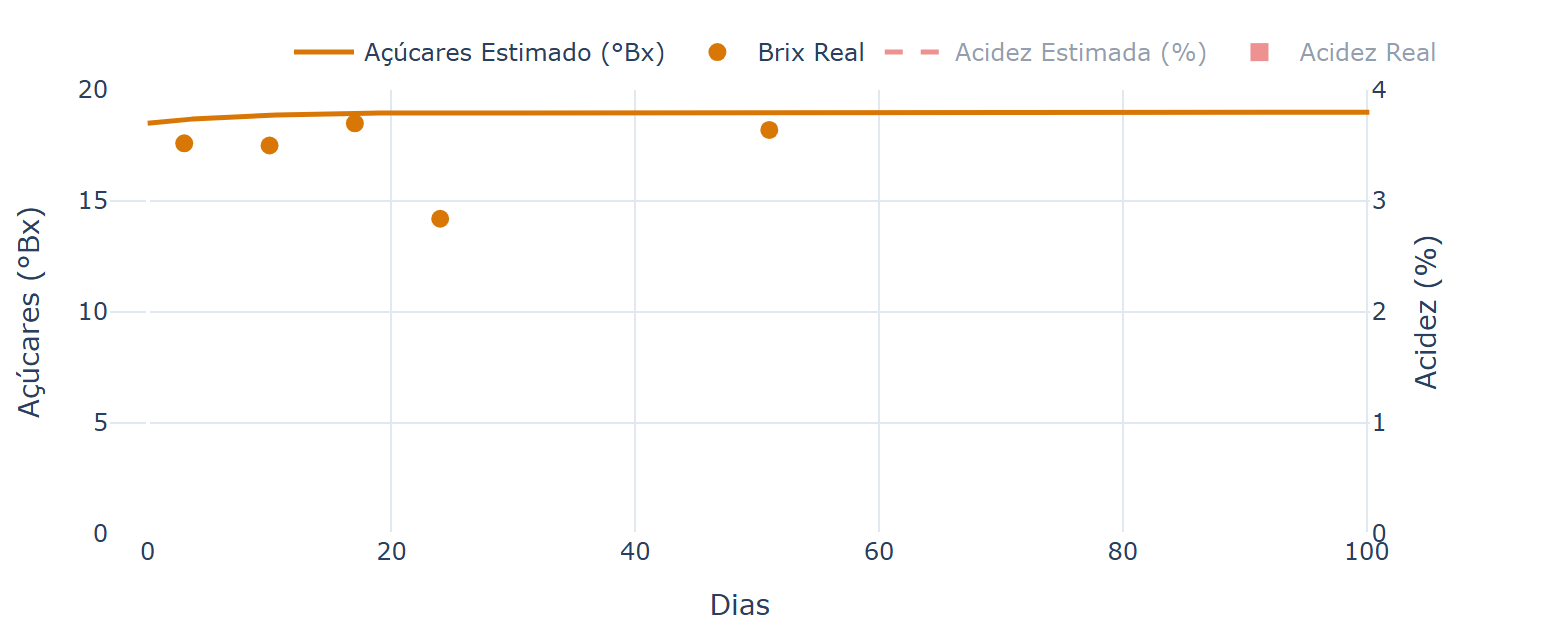 Açúcares Estimado (°Bx) Brix Real Acidez Estimada (%) Acidez Real
20
15
10
5
0
Açúcares (°Bx)
4
3
2
1
0
Acidez (%)
0 20 40 60 80 100
Dias